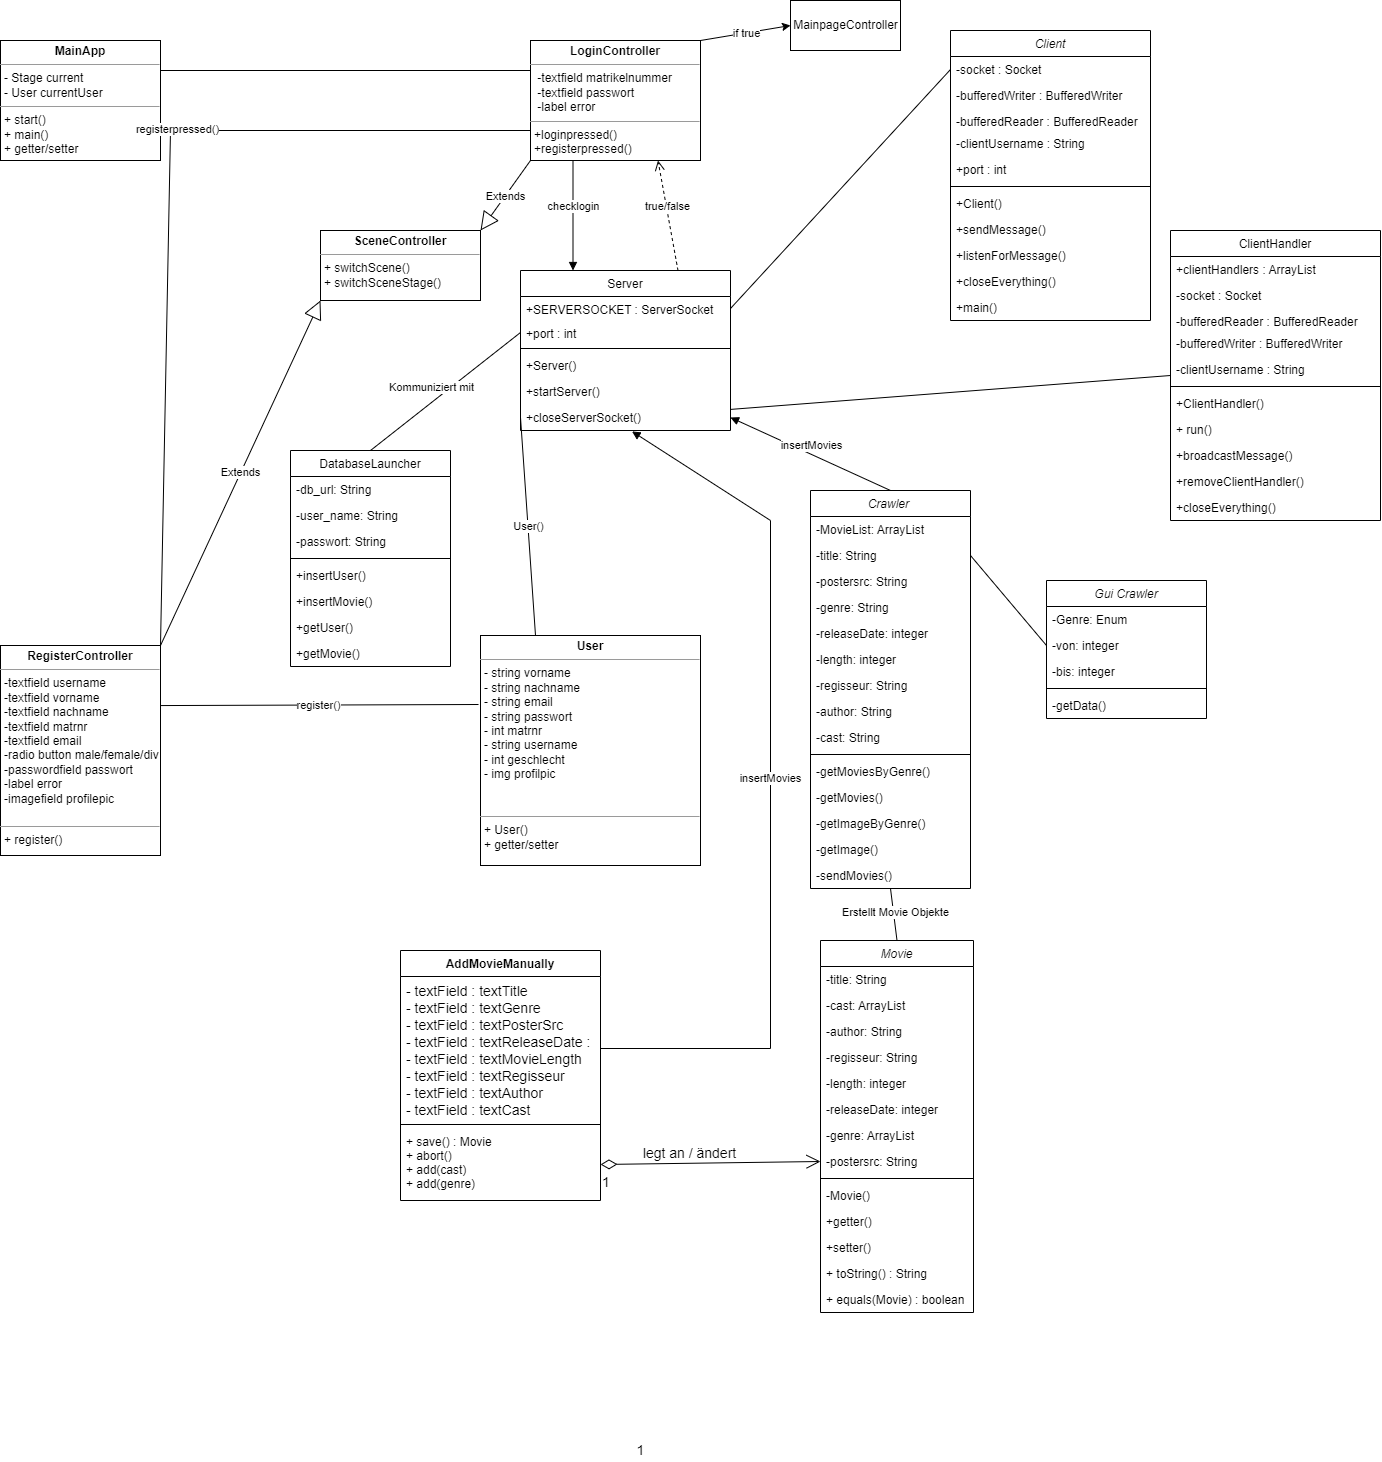 MainApp
- Stage current
- User currentUser
+ start()
+ main()
+ getter/setter
LoginController
-textfield matrikelnummer
-textfield passwort
-label error
+loginpressed()
+registerpressed()
if true
MainpageController
Client
-socket : Socket
-bufferedWriter : BufferedWriter
-bufferedReader : BufferedReader
-clientUsername : String
+port : int
+Client()
+sendMessage()
+listenForMessage()
+closeEverything()
+main()
registerpressed()
Extends
checklogin
true/false
SceneController
+ switchScene()
+ switchSceneStage()
Server
+SERVERSOCKET : ServerSocket
+port : int
+Server()
+startServer()
+closeServerSocket()
ClientHandler
+clientHandlers : ArrayList
-socket : Socket
-bufferedReader : BufferedReader
-bufferedWriter : BufferedWriter
-clientUsername : String
+ClientHandler()
+ run()
+broadcastMessage()
+removeClientHandler()
+closeEverything()
Kommuniziert mit
insertMovies
Extends
User()
DatabaseLauncher
-db_url: String
-user_name: String
-passwort: String
+insertUser()
+insertMovie()
+getUser()
+getMovie()
Crawler
-MovieList: ArrayList
-title: String
-postersrc: String
-genre: String
-releaseDate: integer
-length: integer
-regisseur: String
-author: String
-cast: String
-getMoviesByGenre()
-getMovies()
-getImageByGenre()
-getImage()
-sendMovies()
Gui Crawler
-Genre: Enum
-von: integer
-bis: integer
-getData()
RegisterController
-textfield username
-textfield vorname
-textfield nachname
-textfield matrnr
-textfield email
-radio button male/female/div
-passwordfield passwort
-label error
-imagefield profilepic
+ register()
register()
User
- string vorname
- string nachname
- string email
- string passwort
- int matrnr
- string username
- int geschlecht
- img profilpic
+ User()
+ getter/setter
insertMovies
Erstellt Movie Objekte
AddMovieManually
- textField : textTitle
- textField : textGenre
- textField : textPosterSrc
- textField : textReleaseDate :
- textField : textMovieLength
- textField : textRegisseur
- textField : textAuthor
- textField : textCast
+ save() : Movie
+ abort()
+ add(cast)
+ add(genre)
legt an / ändert
1
Movie
-title: String
-cast: ArrayList
-author: String
-regisseur: String
-length: integer
-releaseDate: integer
-genre: ArrayList
-postersrc: String
-Movie()
+getter()
+setter()
+ toString() : String
+ equals(Movie) : boolean
1